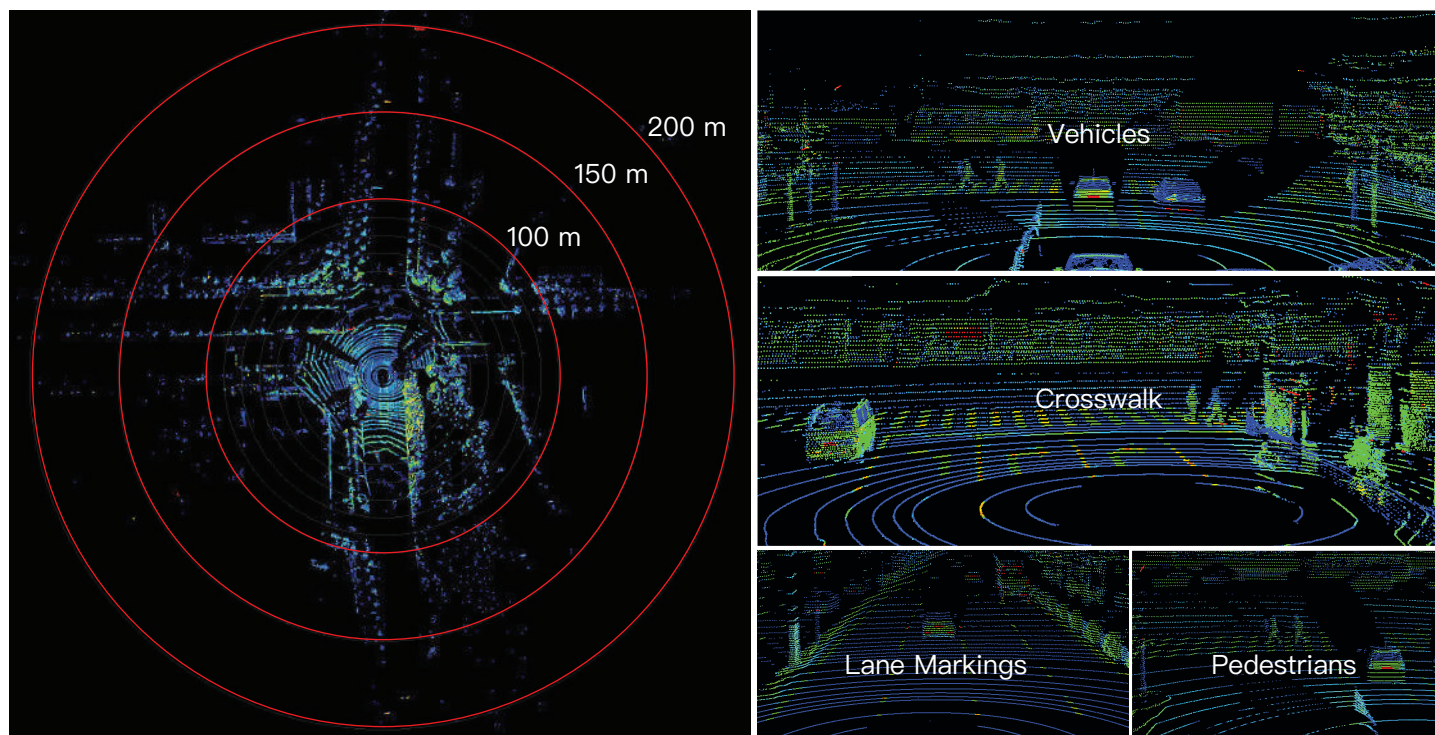 200 m
150 m
100 m
Vehicles
Crosswalk
Lane Markings
Pedestrians